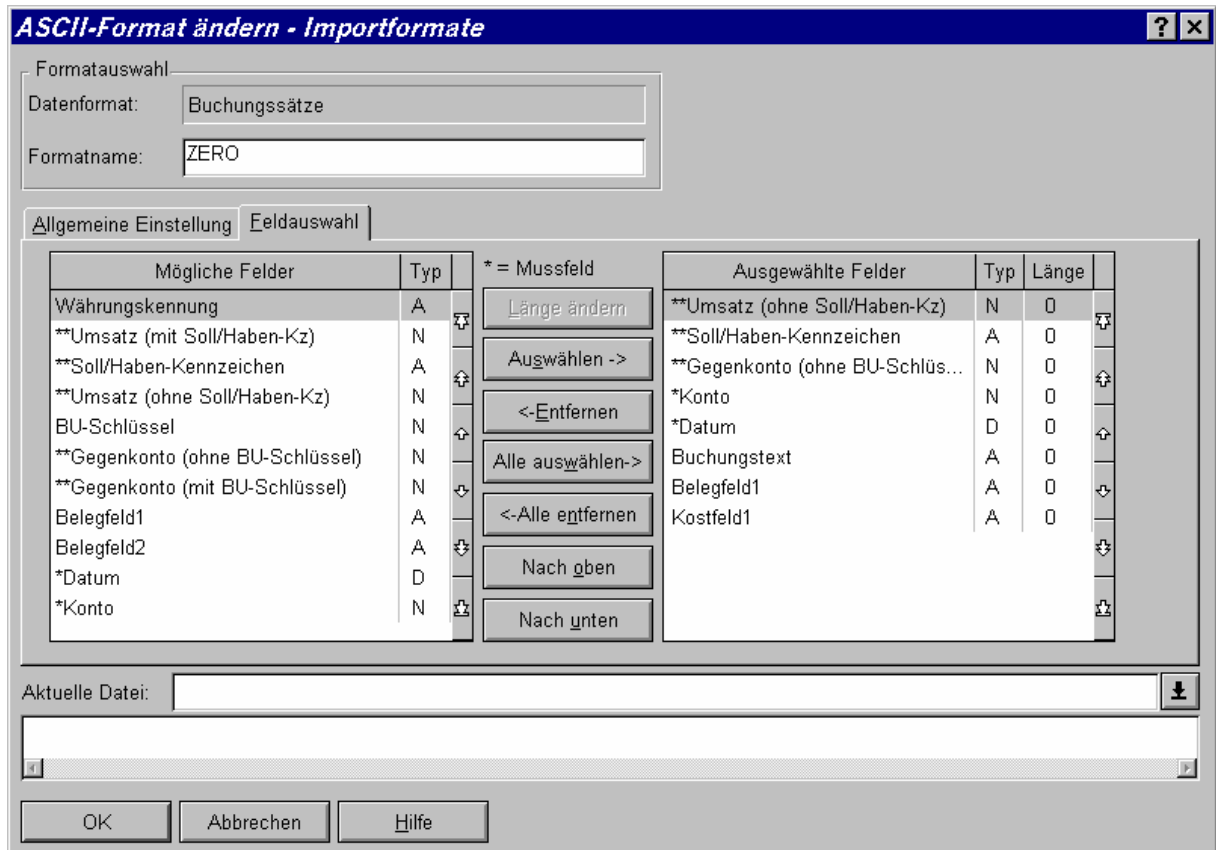 ASCII-Format ändern - Importformate
Formatauswahl
Datenformat: Buchungssätze
Formatname: ZERO
Allgemeine Einstellung Feldauswahl
Mögliche Felder Typ
Währungskennung A
**Umsatz (mit Soll/Haben-Kz) N
**Soll/Haben-Kennzeichen A
**Umsatz (ohne Soll/Haben-Kz) N
BU-Schlüssel N
**Gegenkonto (ohne BU-Schlüssel) N
**Gegenkonto (mit BU-Schlüssel) N
Belegfeld1 A
Belegfeld2 A
*Datum D
*Konto N
* = Mussfeld
Länge ändern
Auswählen ->
<-Entfernen
Alle auswählen->
<-Alle entfernen
Nach oben
Nach unten
Ausgewählte Felder Typ Länge
**Umsatz (ohne Soll/Haben-Kz) N 0
**Soll/Haben-Kennzeichen A 0
**Gegenkonto (ohne BU-Schlüs... N 0
*Konto N 0
*Datum D 0
Buchungstext A 0
Belegfeld1 A 0
Kostfeld1 A 0
Aktuelle Datei:
OK Abbrechen Hilfe